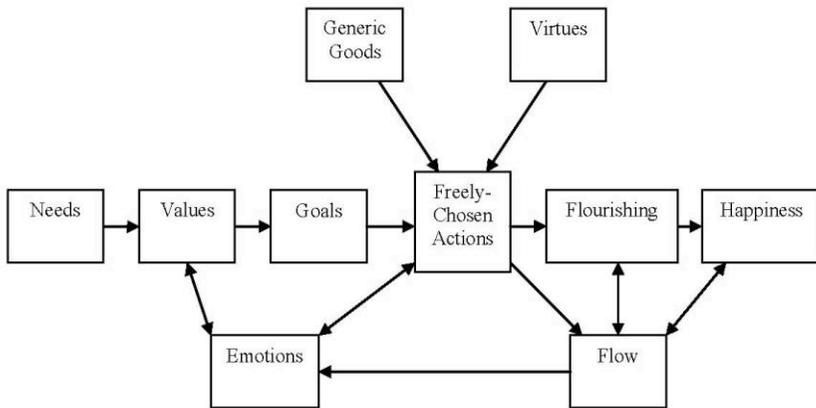 Generic
Goods
Virtues
Needs
Values
Goals
Freely-
Chosen
Actions
Flourishing
Happiness
Emotions
Flow